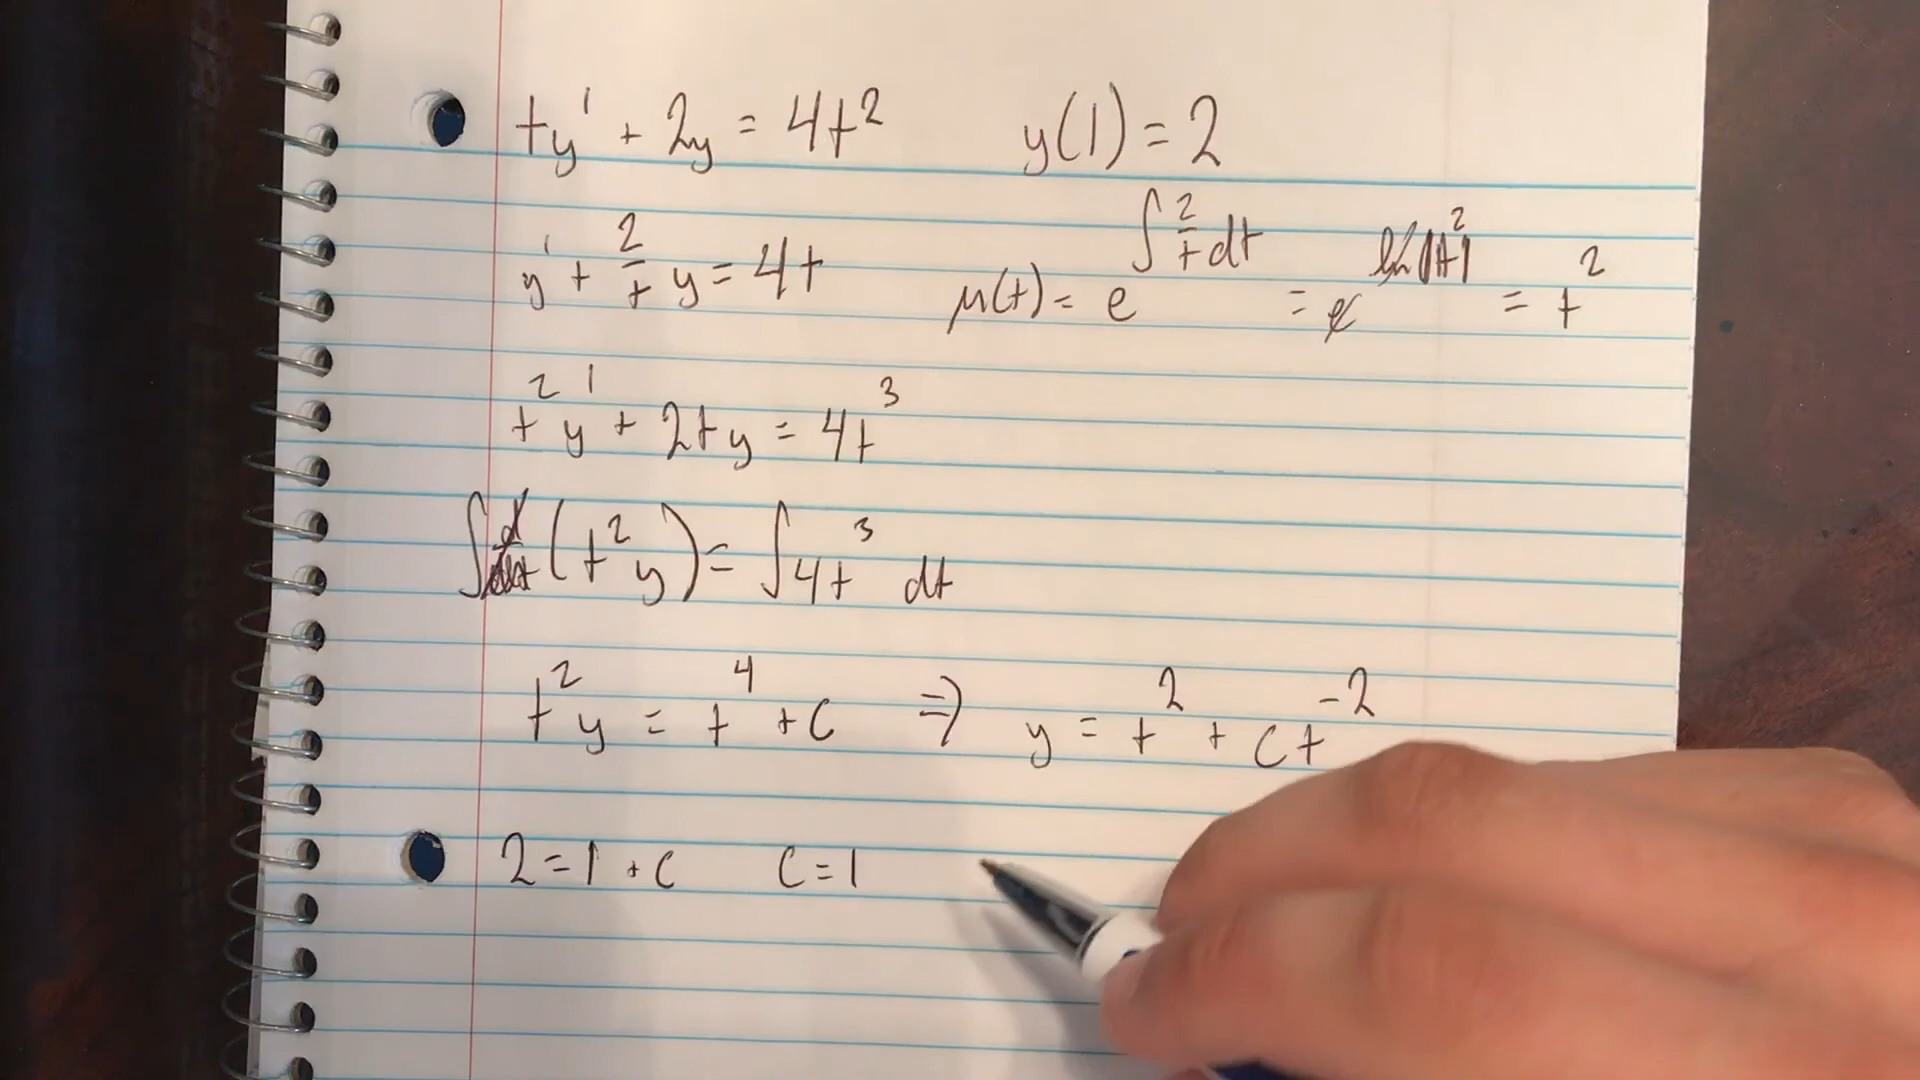 ty' + 2y = 4t² y(1) = 2
y' + 2/t y = 4t μ(t) = e^∫2/t dt = e^ln|t²| = t²
t²y' + 2ty = 4t³
∫ d/dt (t²y) = ∫ 4t³ dt
t²y = t⁴ + C ⇒ y = t² + Ct⁻²
2 = 1 + C C = 1